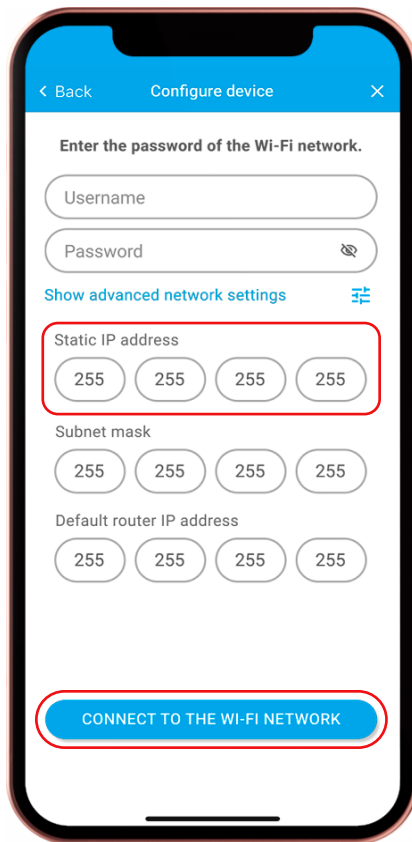 Back Configure device
Enter the password of the Wi-Fi network.
Username
Password
Show advanced network settings
Static IP address
255 255 255 255
Subnet mask
255 255 255 255
Default router IP address
255 255 255 255
CONNECT TO THE WI-FI NETWORK